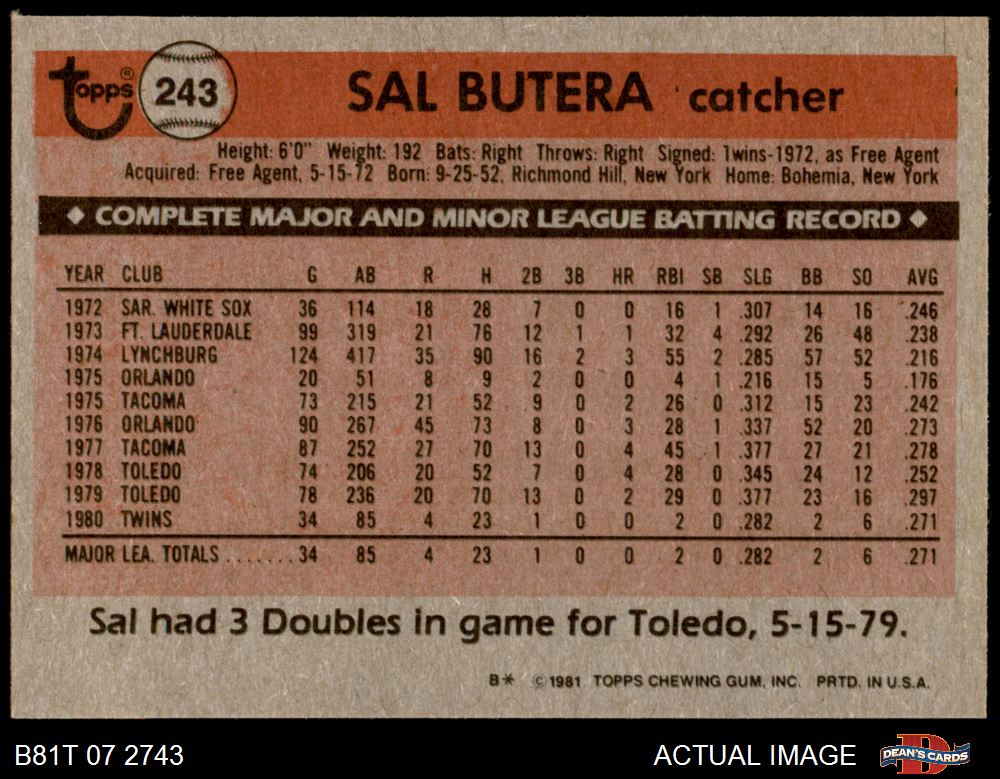 Topps® 243 SAL BUTERA catcher
Height: 6'0" Weight: 192 Bats: Right Throws: Right Signed: Twins-1972, as Free Agent
Acquired: Free Agent, 5-15-72 Born: 9-25-52, Richmond Hill, New York Home: Bohemia, New York
◆ COMPLETE MAJOR AND MINOR LEAGUE BATTING RECORD ◆
YEAR CLUB G AB R H 2B 3B HR RBI SB SLG BB SO AVG
1972 SAR. WHITE SOX 36 114 18 28 7 0 0 16 1 .307 14 16 .246
1973 FT. LAUDERDALE 99 319 21 76 12 1 1 32 4 .292 26 48 .238
1974 LYNCHBURG 124 417 35 90 16 2 3 55 2 .285 57 52 .216
1975 ORLANDO 20 51 8 9 2 0 0 4 1 .216 15 5 .176
1975 TACOMA 73 215 21 52 9 0 2 26 0 .312 15 23 .242
1976 ORLANDO 90 267 45 73 8 0 3 28 1 .337 52 20 .273
1977 TACOMA 87 252 27 70 13 0 4 45 1 .377 27 21 .278
1978 TOLEDO 74 206 20 52 7 0 4 28 0 .345 24 12 .252
1979 TOLEDO 78 236 20 70 13 0 2 29 0 .377 23 16 .297
1980 TWINS 34 85 4 23 1 0 0 2 0 .282 2 6 .271
MAJOR LEA. TOTALS ....... 34 85 4 23 1 0 0 2 0 .282 2 6 .271
Sal had 3 Doubles in game for Toledo, 5-15-79.
B* © 1981 TOPPS CHEWING GUM, INC. PRTD. IN U.S.A.
B81T 07 2743 ACTUAL IMAGE DEAN'S CARDS